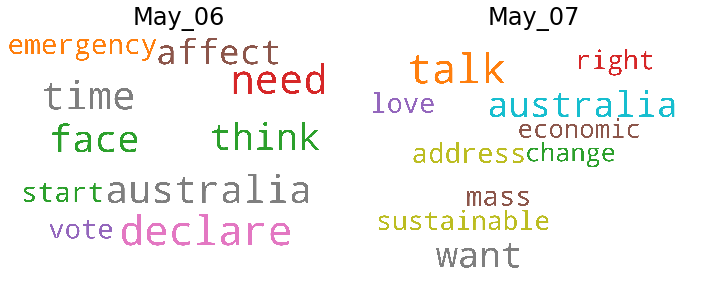 May_06
emergency affect
need
time
face think
start australia
vote declare
May_07
talk right
love australia
economic
address change
mass
sustainable
want